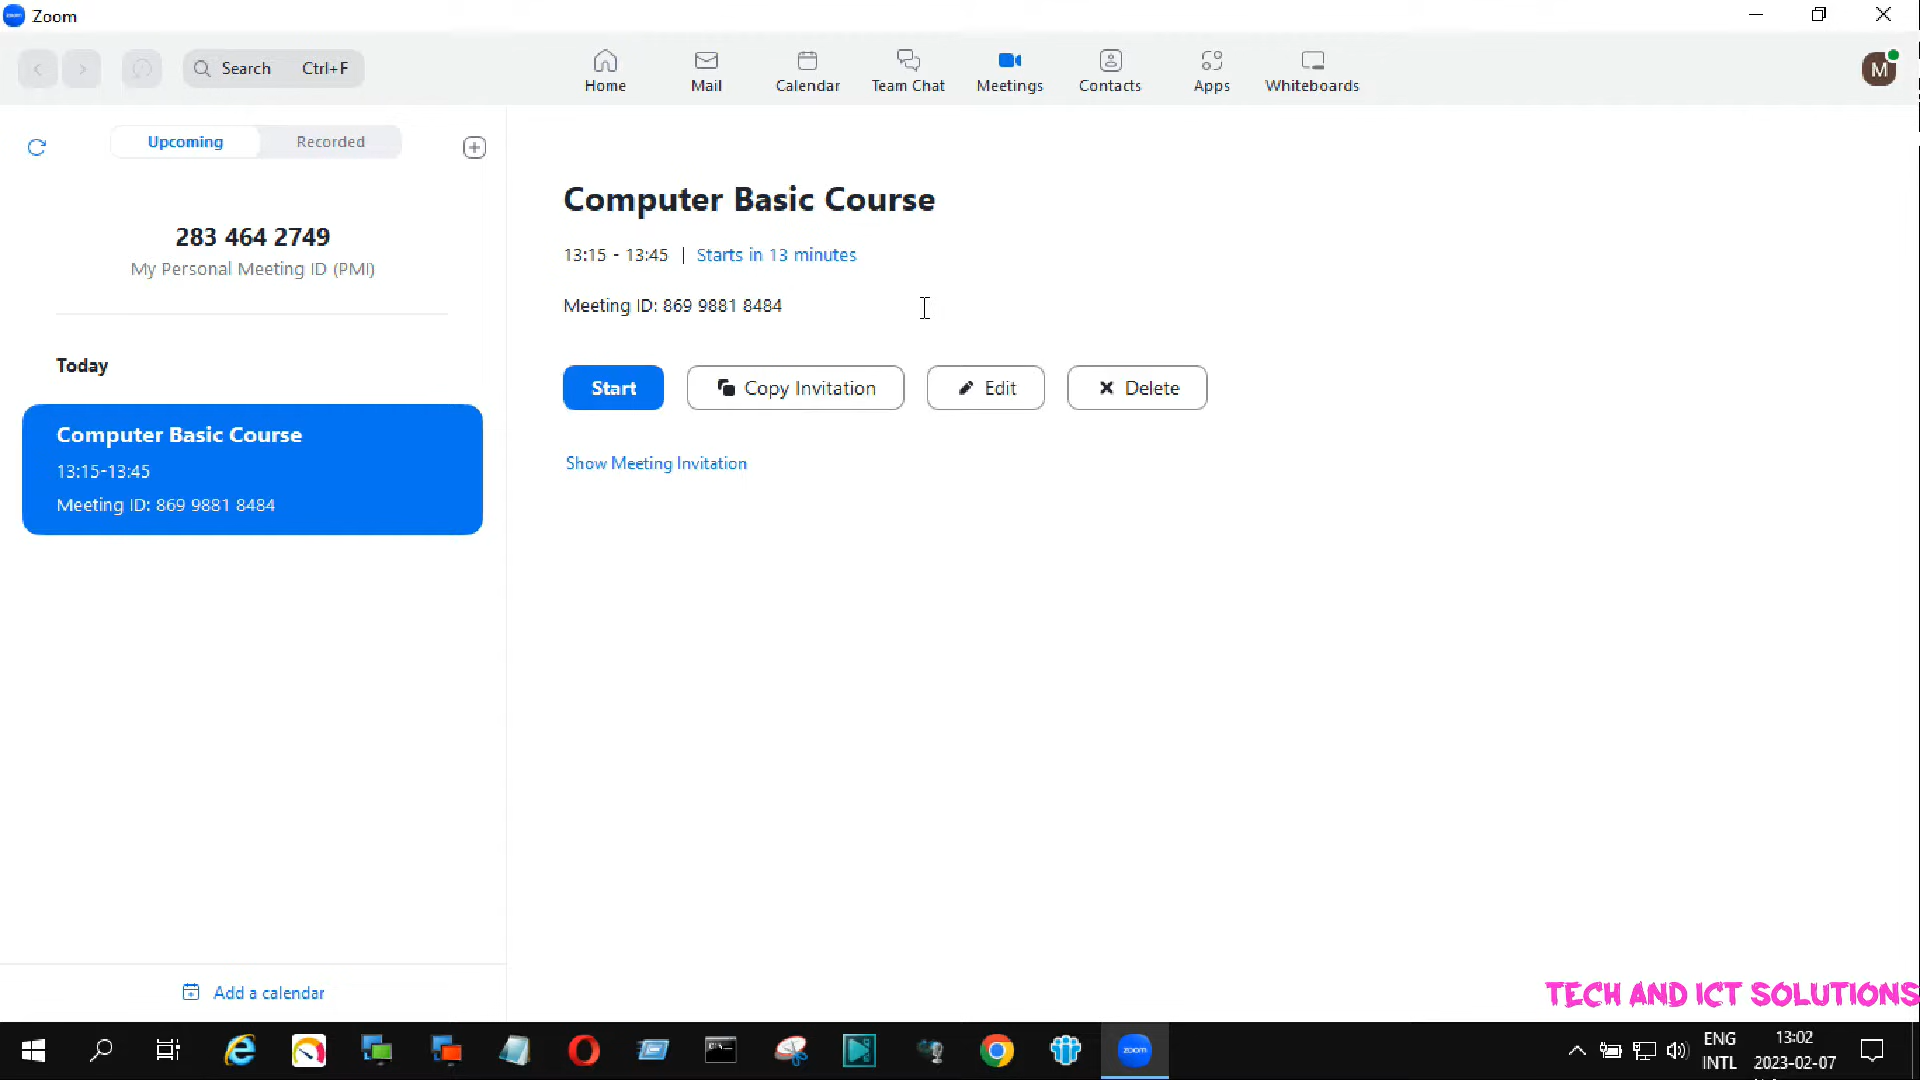 Zoom
Search Ctrl+F
Home
Mail
Calendar
Team Chat
Meetings
Contacts
Apps
Whiteboards
M
Upcoming
Recorded
283 464 2749
My Personal Meeting ID (PMI)
Today
Computer Basic Course
13:15-13:45
Meeting ID: 869 9881 8484
Add a calendar
Computer Basic Course
13:15 - 13:45 | Starts in 13 minutes
Meeting ID: 869 9881 8484
Start
Copy Invitation
Edit
Delete
Show Meeting Invitation
TECH AND ICT SOLUTIONS
zoom
ENG
INTL
13:02
2023-02-07